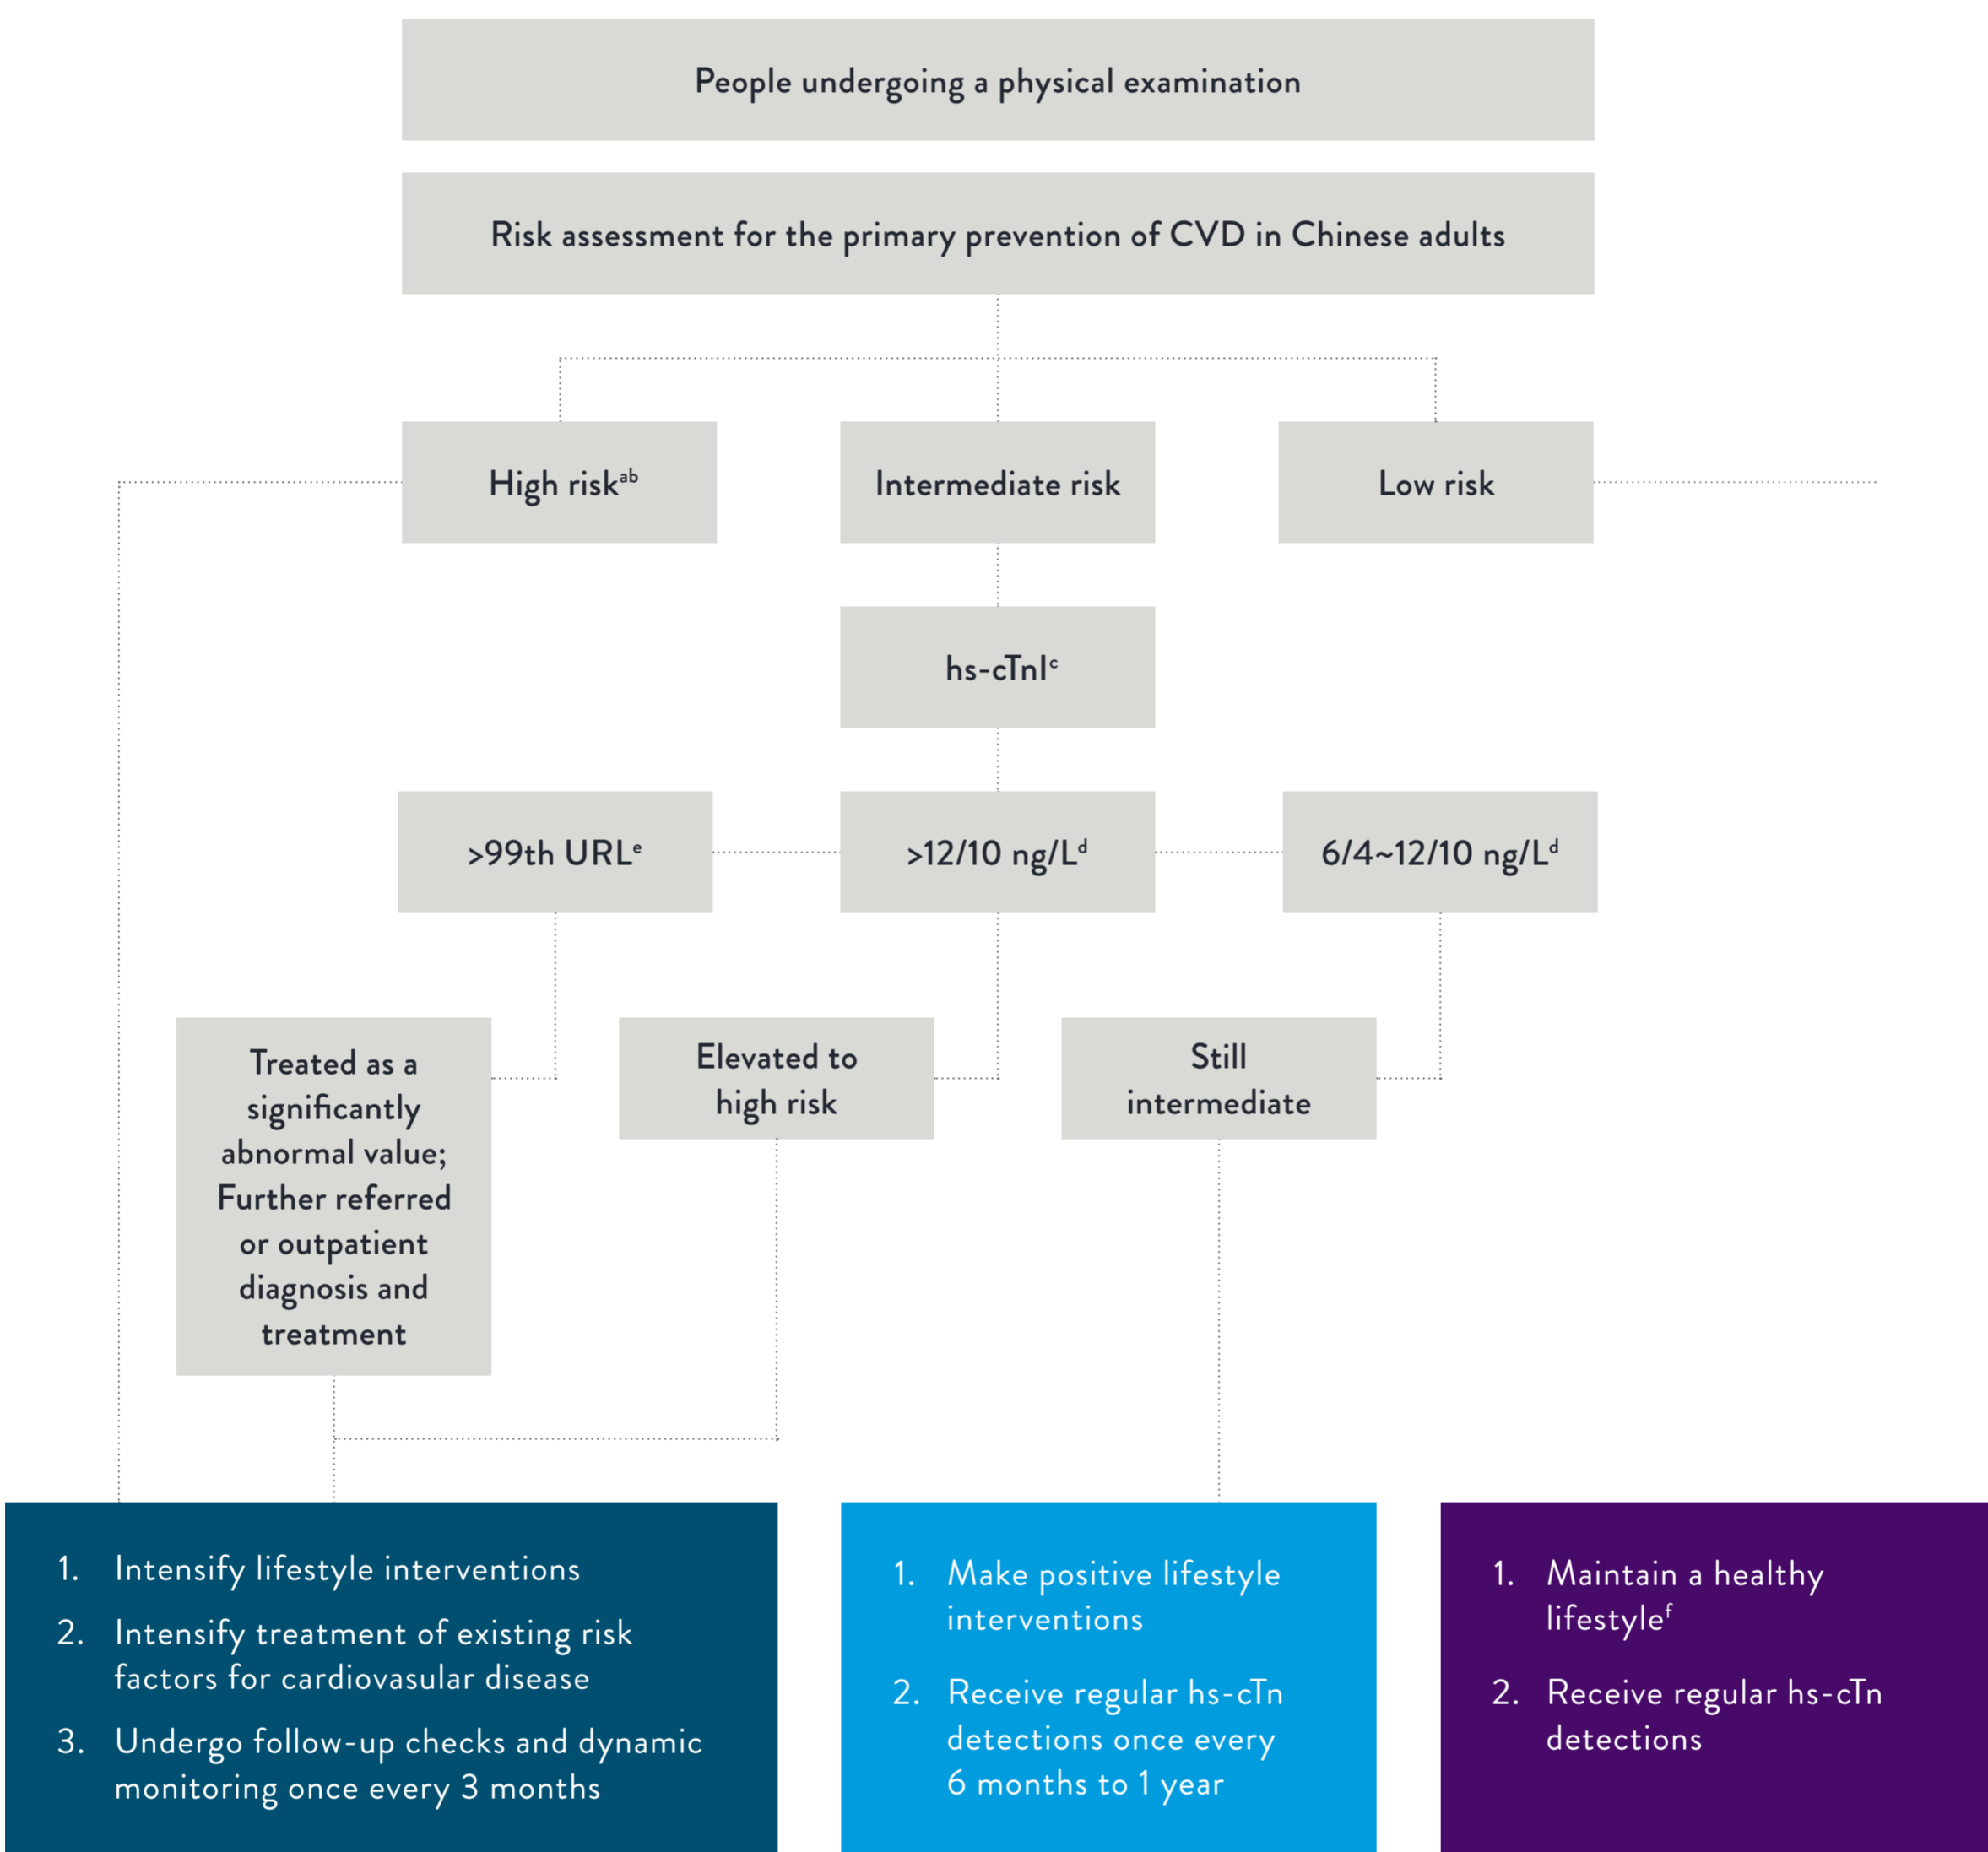 People undergoing a physical examination
Risk assessment for the primary prevention of CVD in Chinese adults
High riskᵃᵇ
Intermediate risk
Low risk
hs-cTnIᶜ
>99th URLᵉ
>12/10 ng/Lᵈ
6/4~12/10 ng/Lᵈ
Treated as a
significantly
abnormal value;
Further referred
or outpatient
diagnosis and
treatment
Elevated to
high risk
Still
intermediate
1. Intensify lifestyle interventions
2. Intensify treatment of existing risk
factors for cardiovasular disease
3. Undergo follow-up checks and dynamic
monitoring once every 3 months
1. Make positive lifestyle
interventions
2. Receive regular hs-cTn
detections once every
6 months to 1 year
1. Maintain a healthy
lifestyleᶠ
2. Receive regular hs-cTn
detections